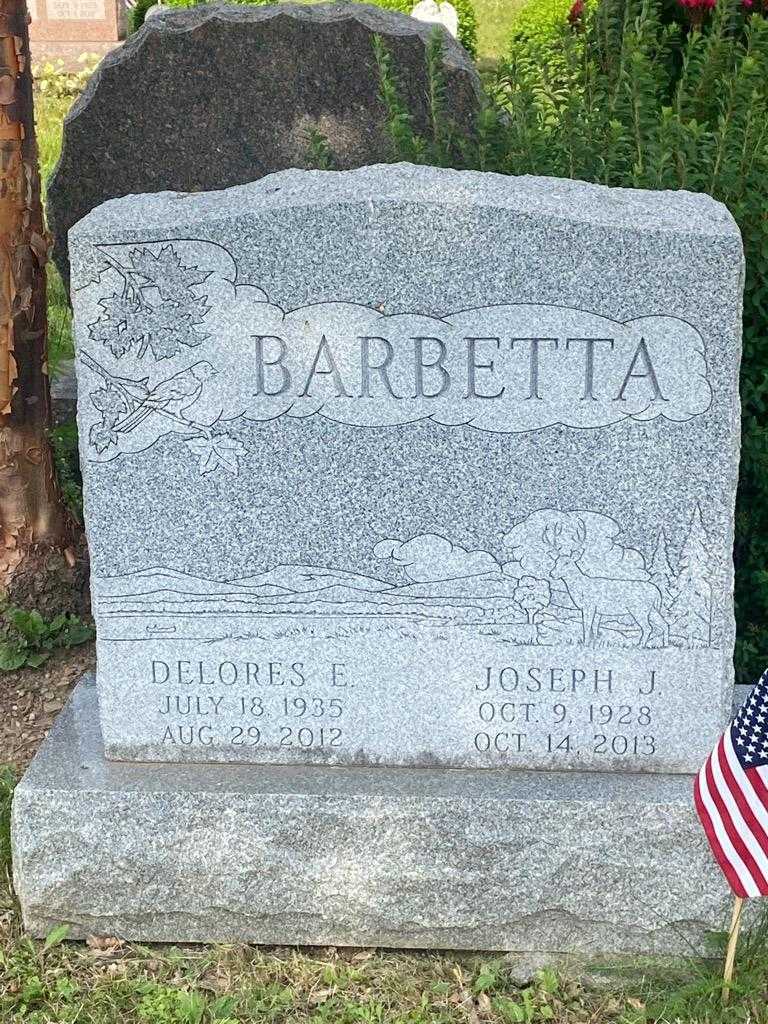 BARBETTA
DELORES E.
JULY 18, 1935
AUG. 29, 2012
JOSEPH J.
OCT. 9, 1928
OCT. 14, 2013